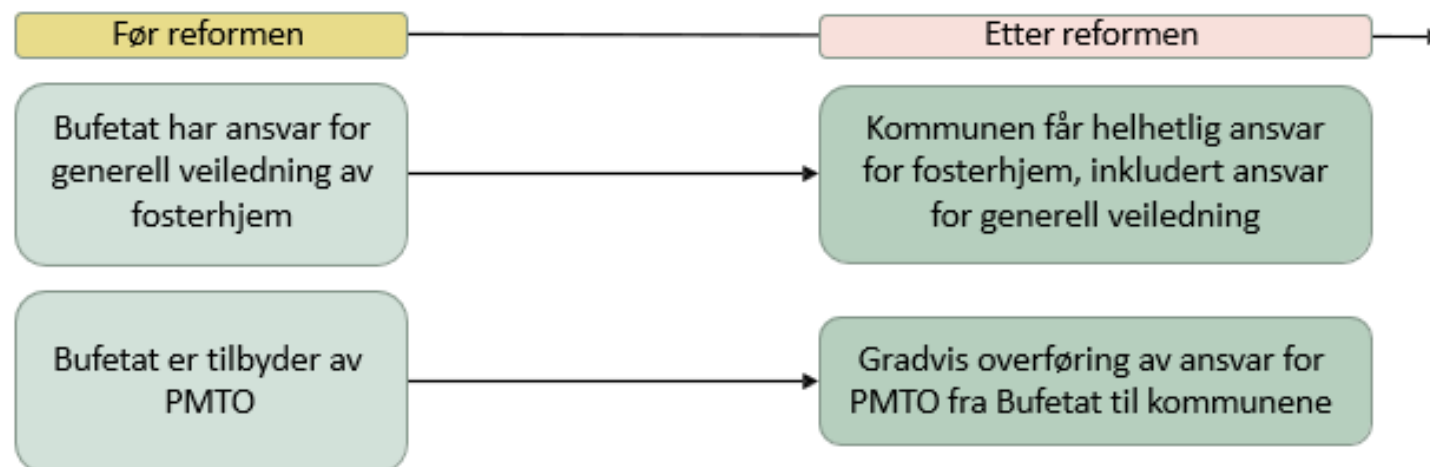 Før reformen
Etter reformen
Bufetat har ansvar for
generell veiledning av
fosterhjem
Kommunen får helhetlig ansvar
for fosterhjem, inkludert ansvar
for generell veiledning
Bufetat er tilbyder av
PMTO
Gradvis overføring av ansvar for
PMTO fra Bufetat til kommunene